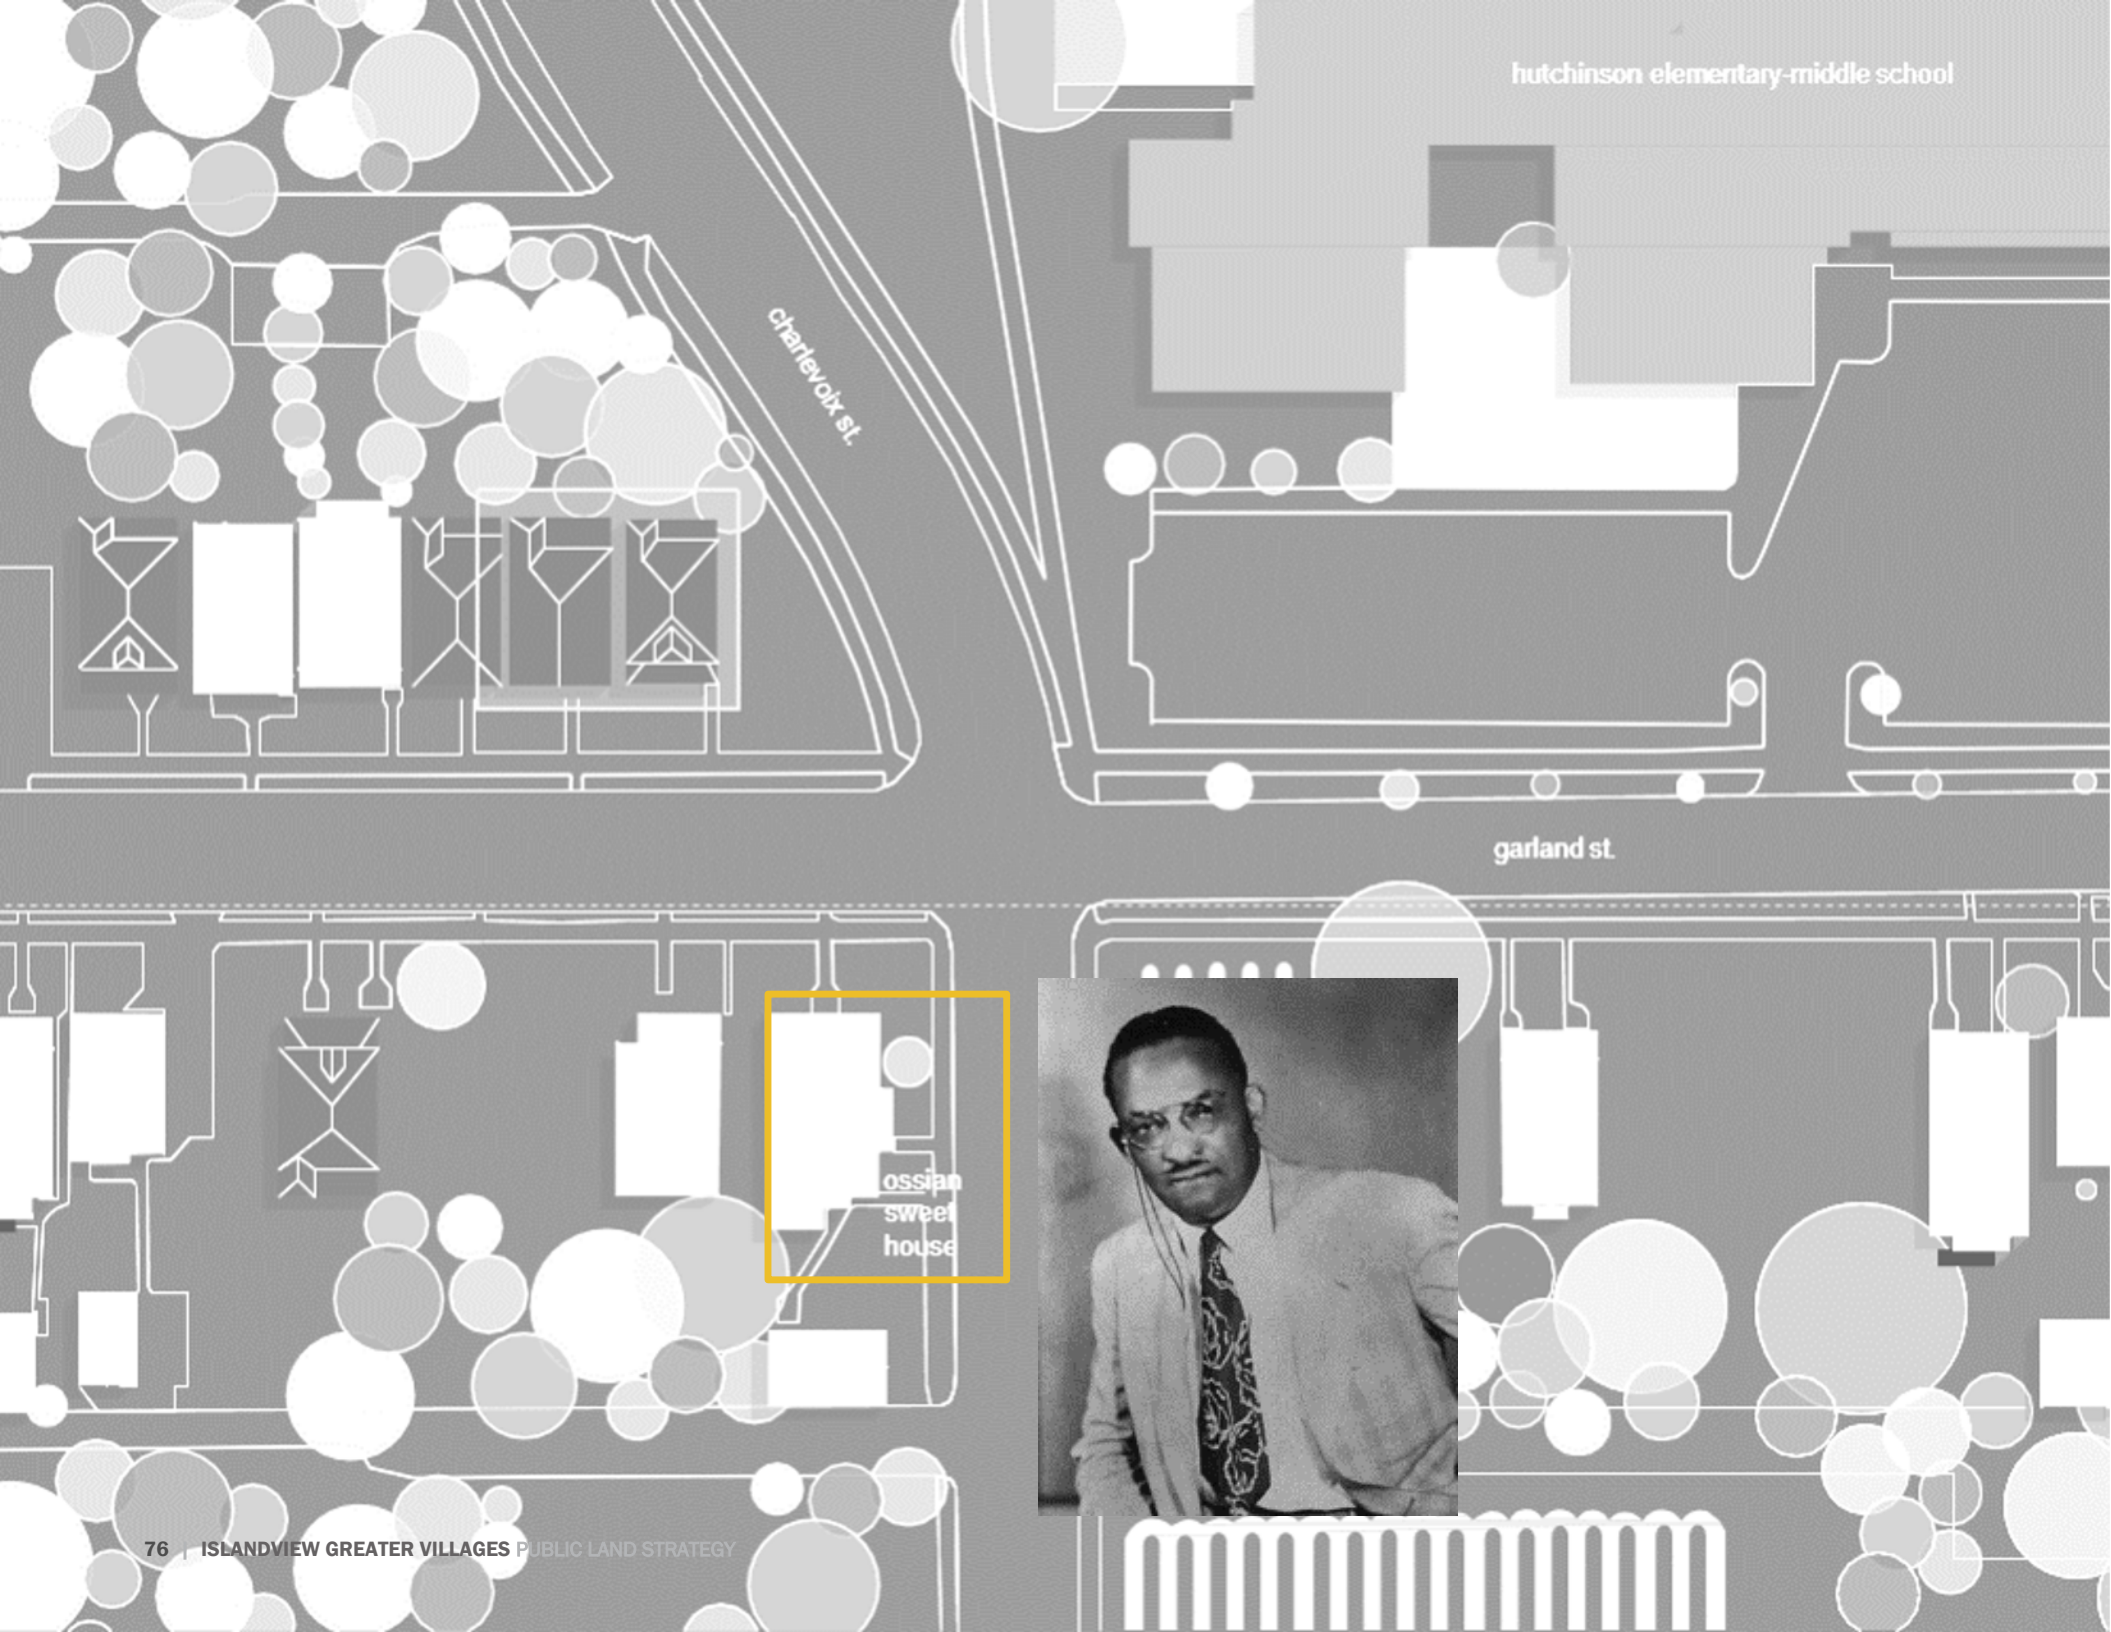 hutchinson elementary-middle school
charlevoix st.
garland st.
ossian
sweet
house
76 | ISLANDVIEW GREATER VILLAGES PUBLIC LAND STRATEGY